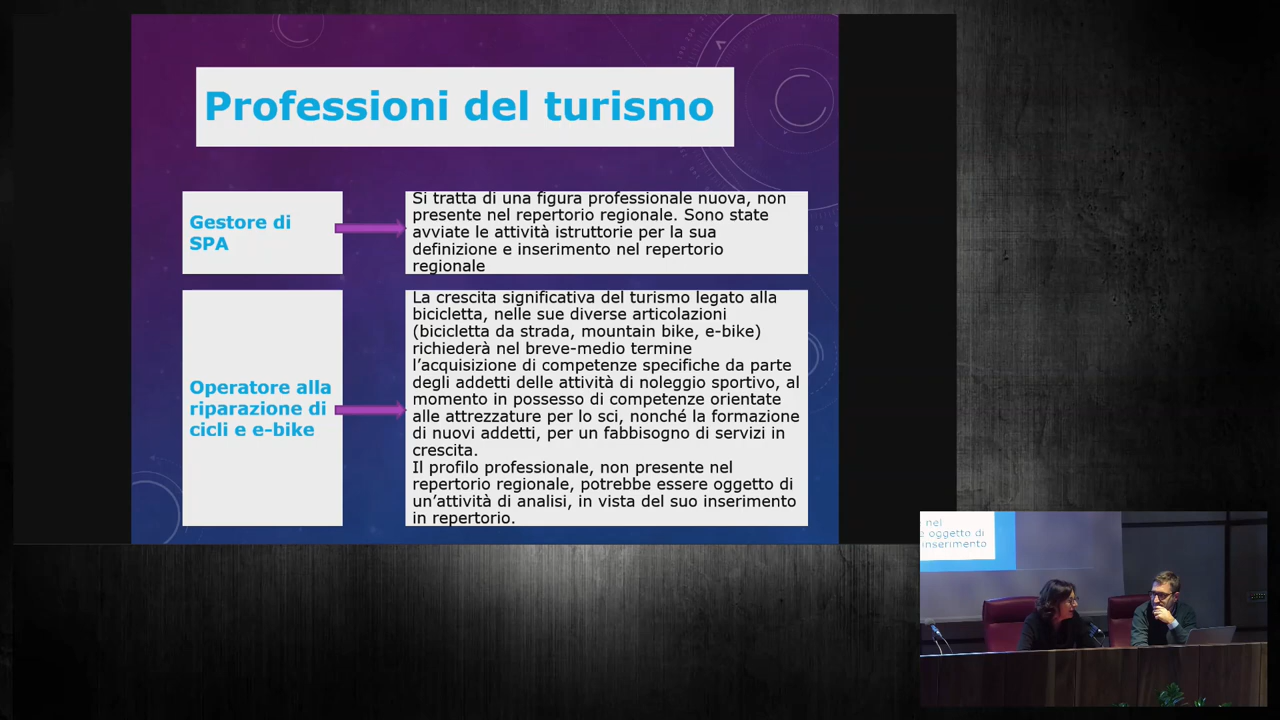 Professioni del turismo
Gestore di
SPA
Si tratta di una figura professionale nuova, non
presente nel repertorio regionale. Sono state
avviate le attività istruttorie per la sua
definizione e inserimento nel repertorio
regionale
Operatore alla
riparazione di
cicli e e-bike
La crescita significativa del turismo legato alla
bicicletta, nelle sue diverse articolazioni
(bicicletta da strada, mountain bike, e-bike)
richiederà nel breve-medio termine
l’acquisizione di competenze specifiche da parte
degli addetti delle attività di noleggio sportivo, al
momento in possesso di competenze orientate
alle attrezzature per lo sci, nonché la formazione
di nuovi addetti, per un fabbisogno di servizi in
crescita.
Il profilo professionale, non presente nel
repertorio regionale, potrebbe essere oggetto di
un’attività di analisi, in vista del suo inserimento
in repertorio.
nel
e oggetto di
inserimento